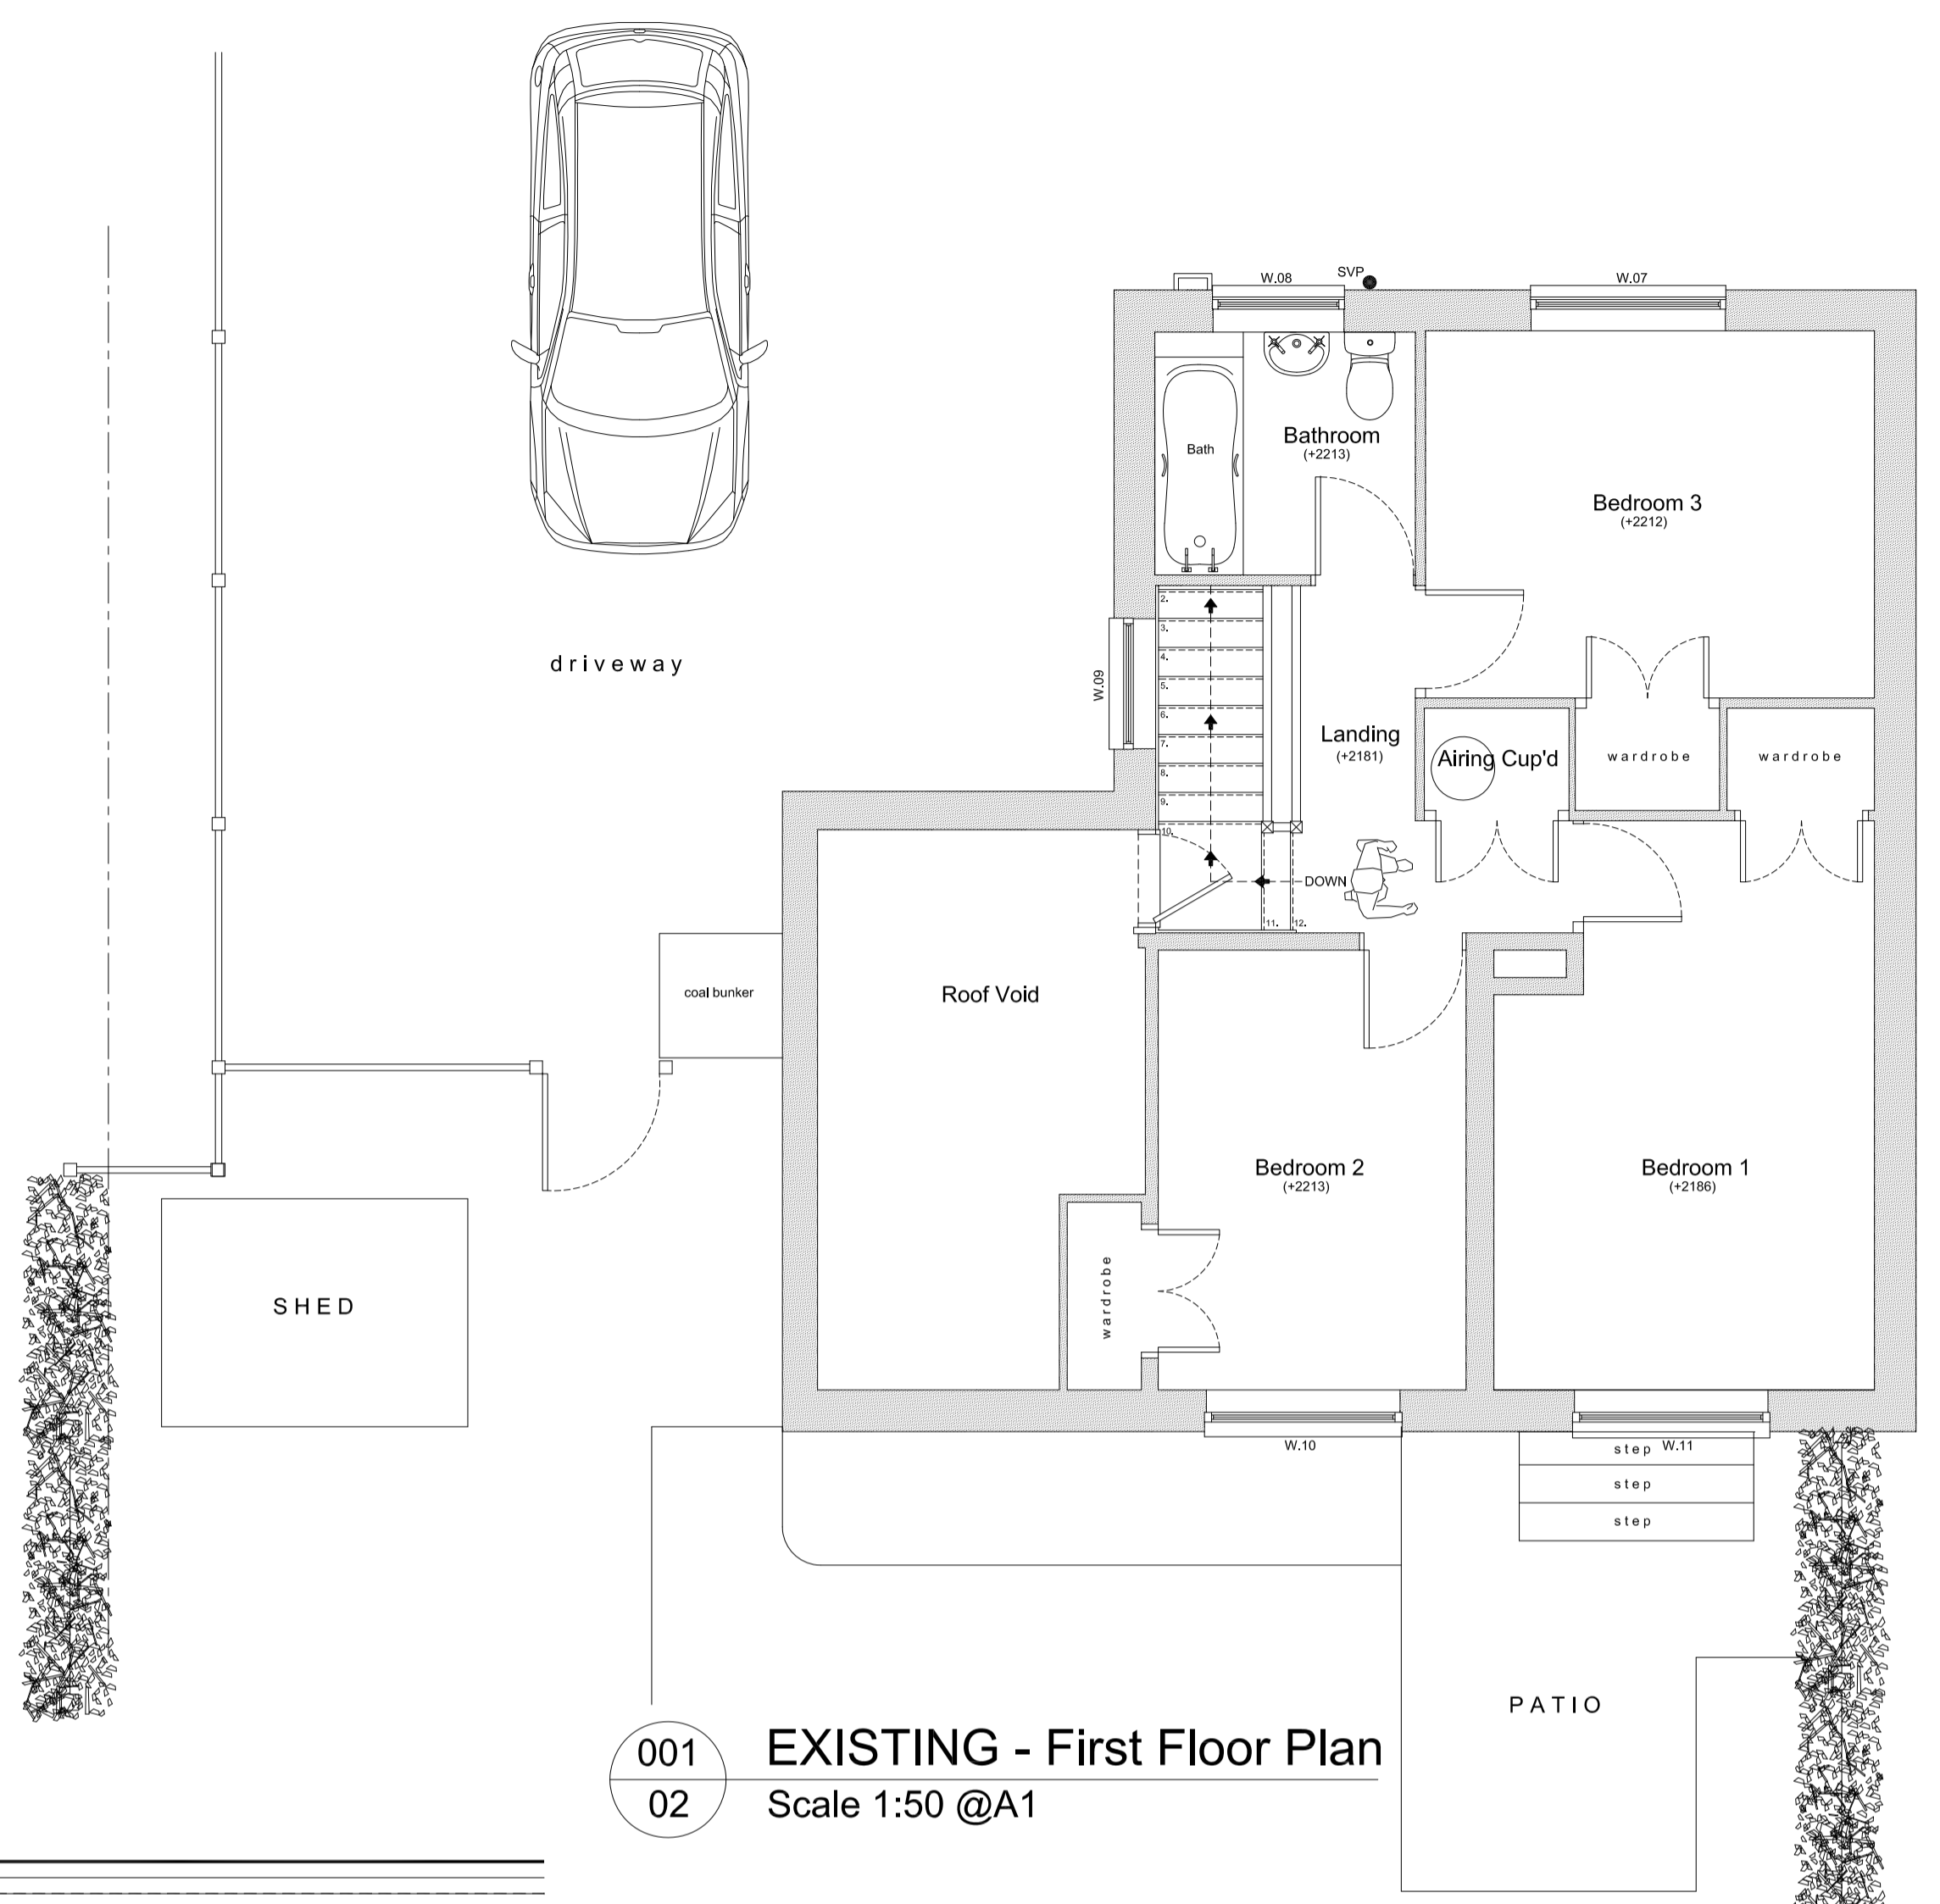 W.08
SVP
W.07
Bathroom
(+2213)
Bath
Bedroom 3
(+2212)
2.
3.
4.
5.
6.
7.
8.
9.
10.
11.
12.
driveway
W.09
Landing
(+2181)
Airing Cup'd
wardrobe
wardrobe
DOWN
coal bunker
Roof Void
Bedroom 2
(+2213)
Bedroom 1
(+2186)
wardrobe
SHED
W.10
step W.11
step
step
PATIO
001
02
EXISTING - First Floor Plan
Scale 1:50 @A1